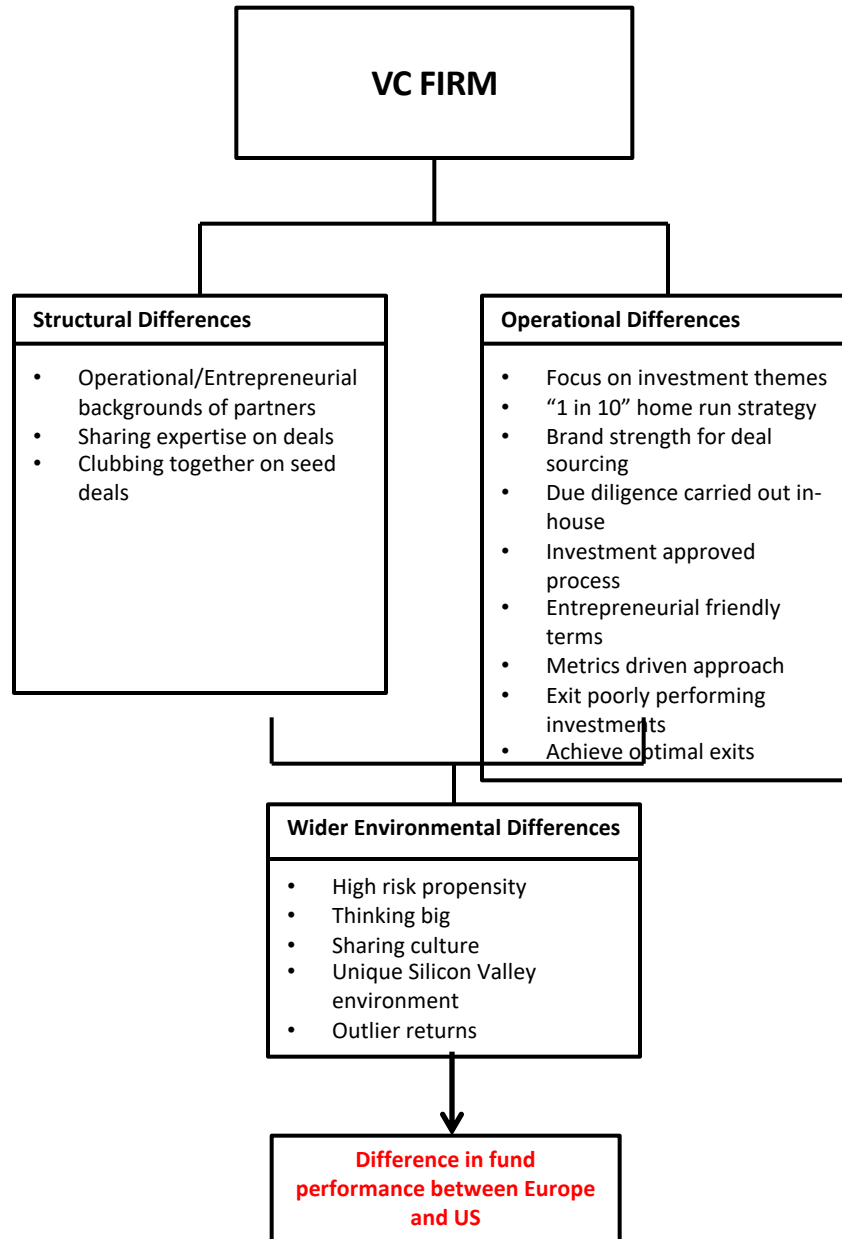 VC FIRM
Structural Differences
• Operational/Entrepreneurial
backgrounds of partners
• Sharing expertise on deals
• Clubbing together on seed
deals
Operational Differences
• Focus on investment themes
• “1 in 10” home run strategy
• Brand strength for deal
sourcing
• Due diligence carried out in-
house
• Investment approved
process
• Entrepreneurial friendly
terms
• Metrics driven approach
• Exit poorly performing
investments
• Achieve optimal exits
Wider Environmental Differences
• High risk propensity
• Thinking big
• Sharing culture
• Unique Silicon Valley
environment
• Outlier returns
Difference in fund
performance between Europe
and US